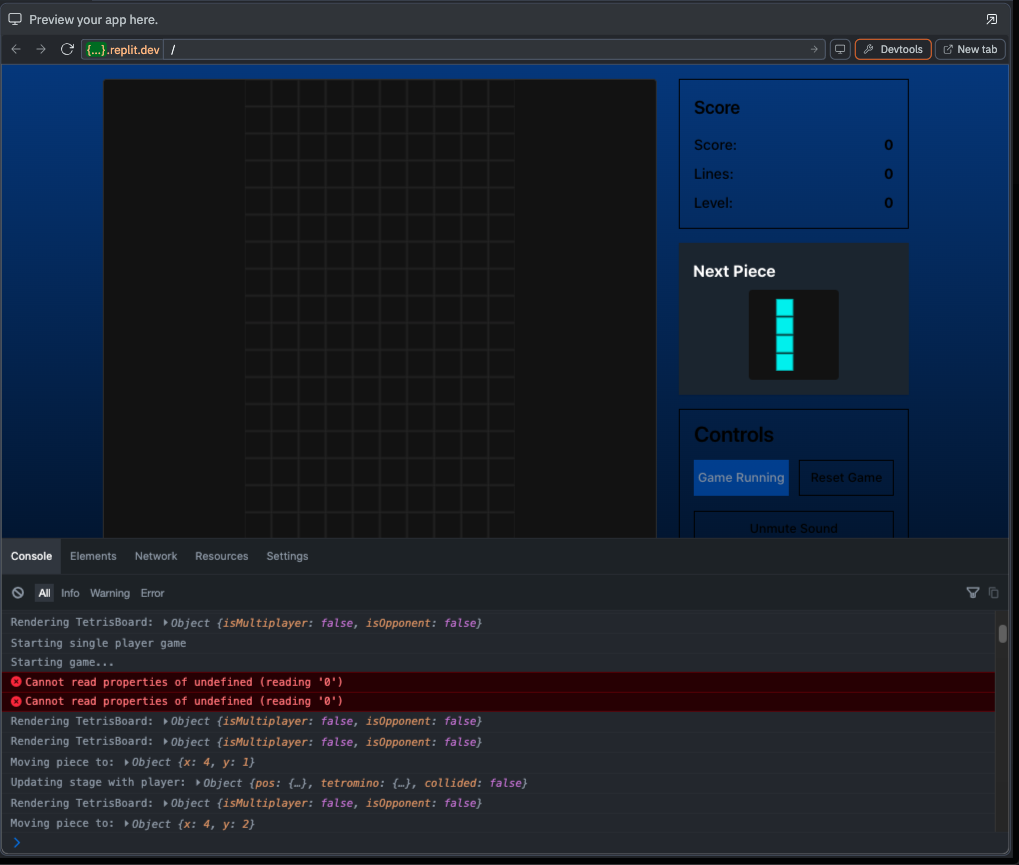 Preview your app here.
{...}.replit.dev / Devtools New tab
Score
Score: 0
Lines: 0
Level: 0
Next Piece
Controls
Game Running Reset Game
Unmute Sound
Console Elements Network Resources Settings
All Info Warning Error
Rendering TetrisBoard: Object {isMultiplayer: false, isOpponent: false}
Starting single player game
Starting game...
Cannot read properties of undefined (reading '0')
Cannot read properties of undefined (reading '0')
Rendering TetrisBoard: Object {isMultiplayer: false, isOpponent: false}
Rendering TetrisBoard: Object {isMultiplayer: false, isOpponent: false}
Moving piece to: Object {x: 4, y: 1}
Updating stage with player: Object {pos: {…}, tetromino: {…}, collided: false}
Rendering TetrisBoard: Object {isMultiplayer: false, isOpponent: false}
Moving piece to: Object {x: 4, y: 2}